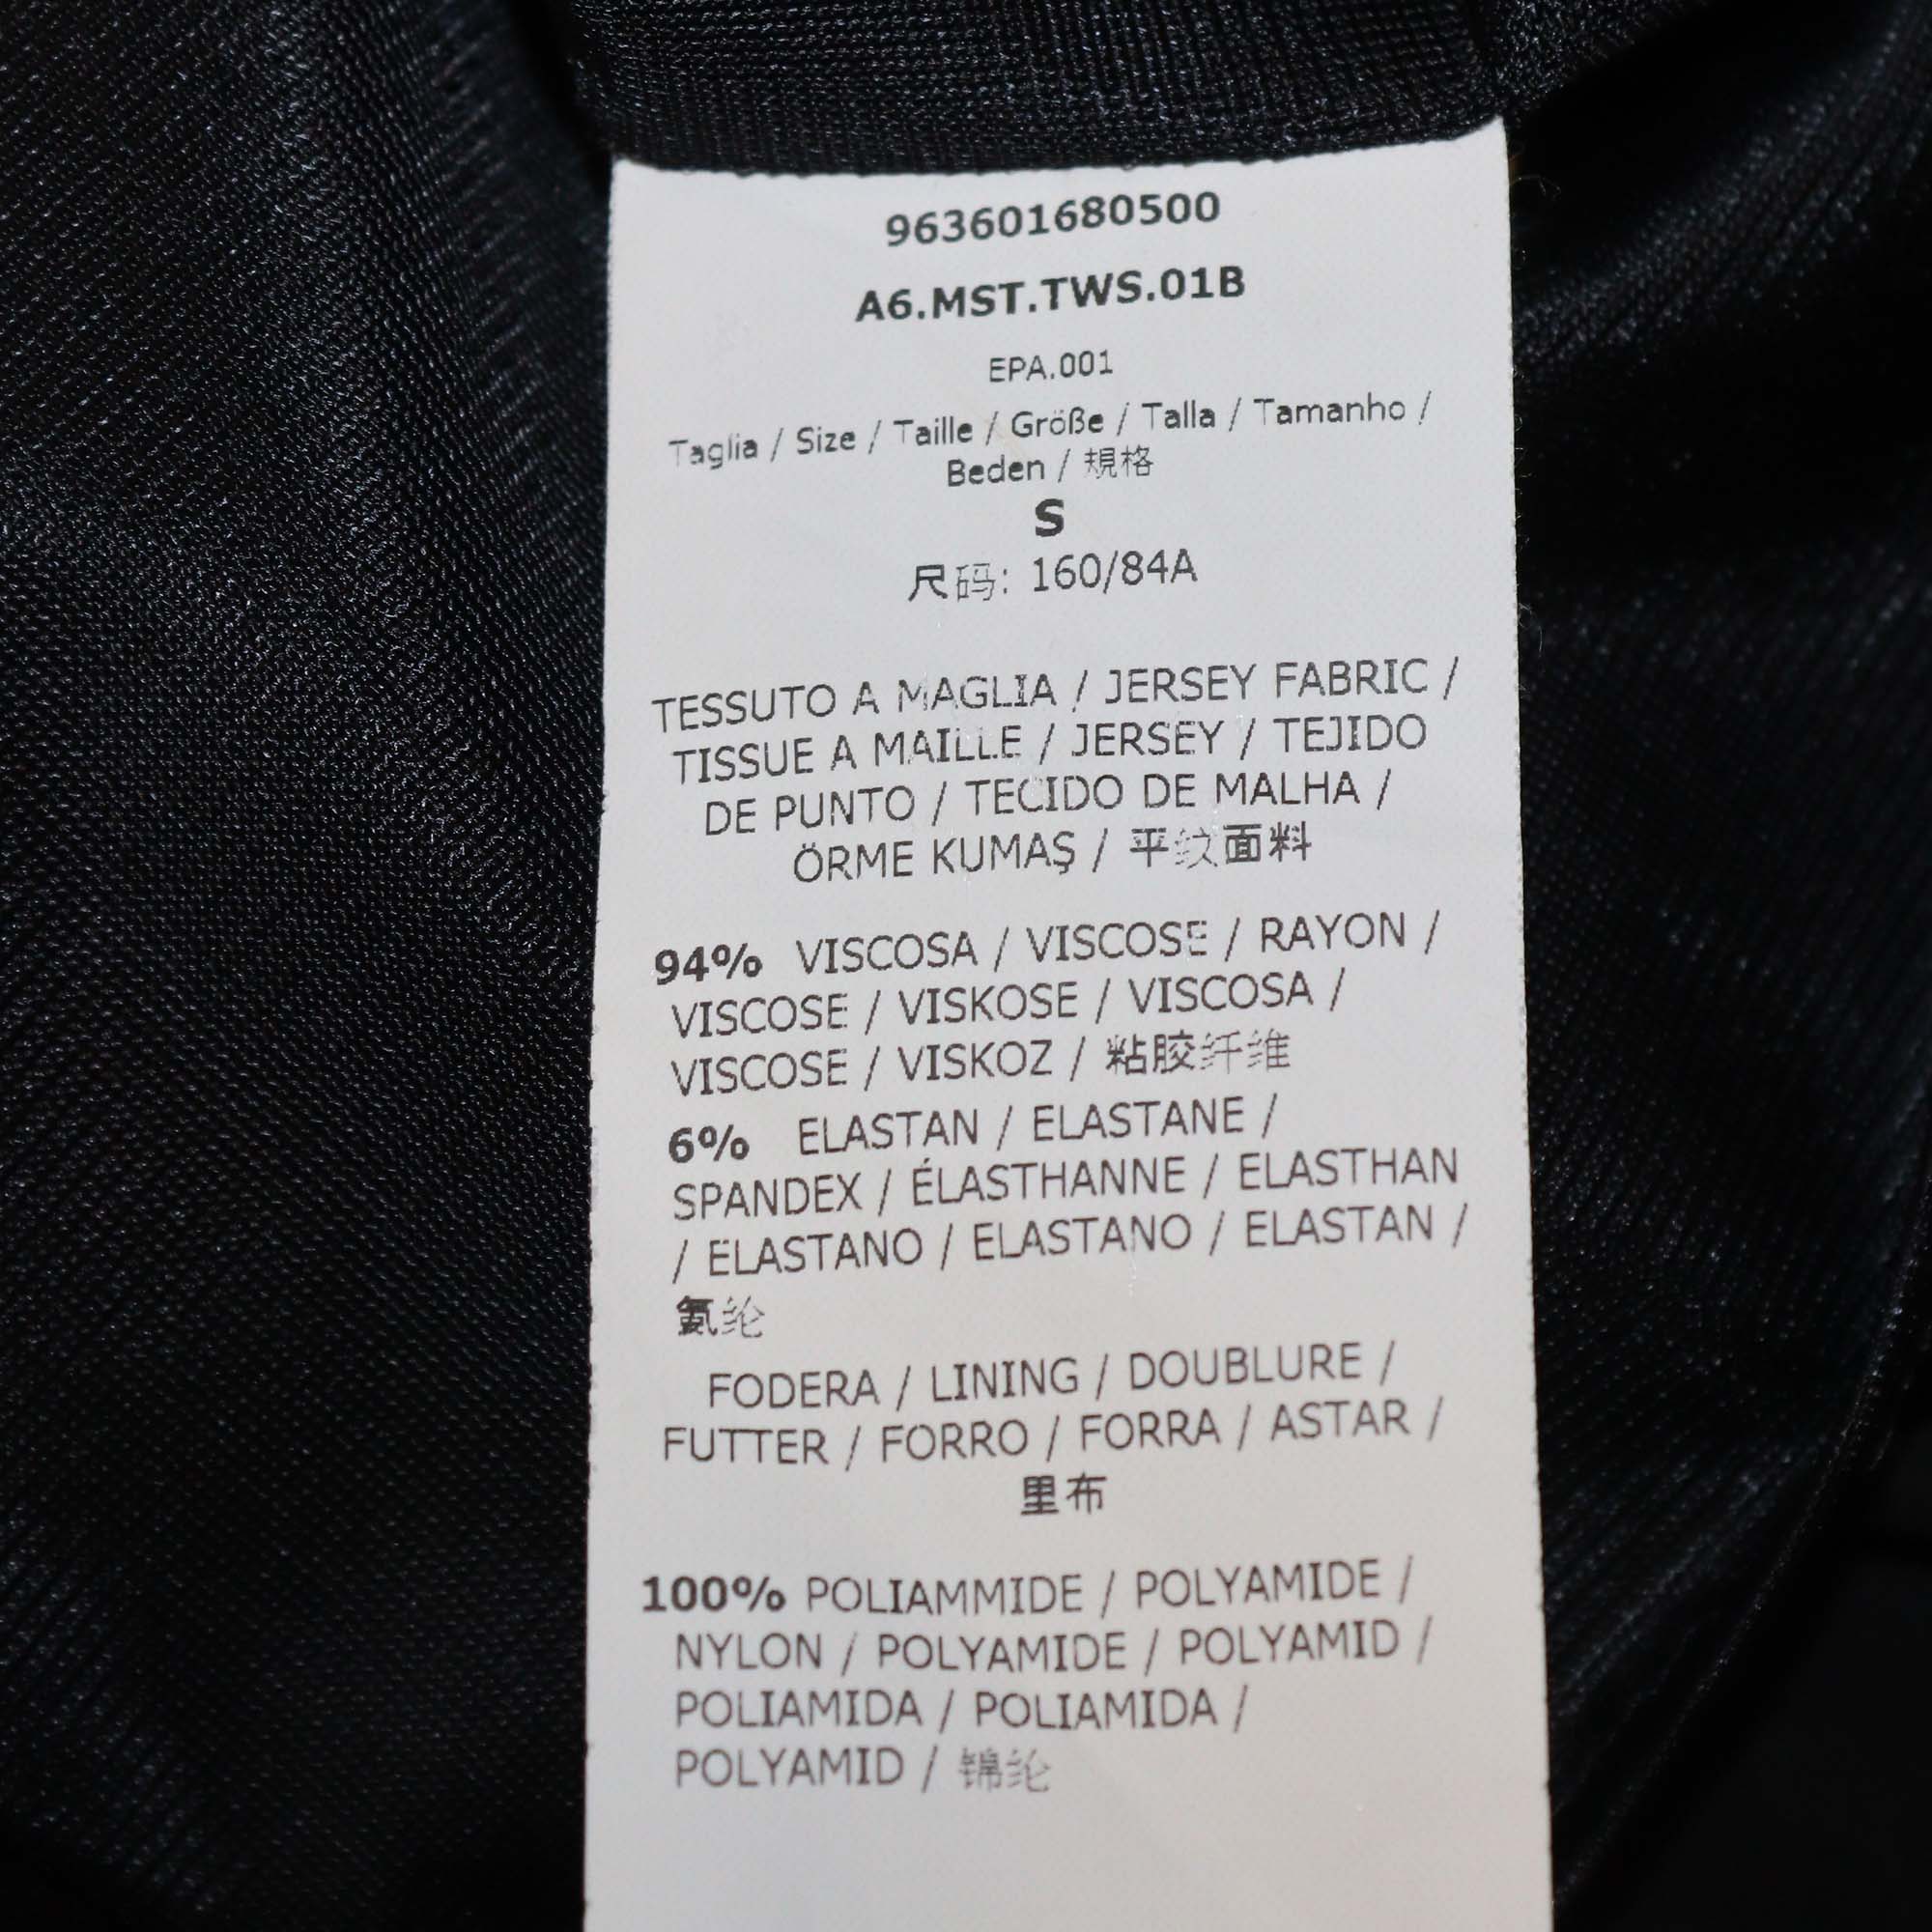 963601680500
A6.MST.TWS.01B
EPA.001
Taglia / Size / Taille / Größe / Talla / Tamanho /
Beden / 規格
S
尺码: 160/84A
TESSUTO A MAGLIA / JERSEY FABRIC /
TISSUE A MAILLE / JERSEY / TEJIDO
DE PUNTO / TECIDO DE MALHA /
ÖRME KUMAŞ / 平纹面料
94% VISCOSA / VISCOSE / RAYON /
VISCOSE / VISKOSE / VISCOSA /
VISCOSE / VISKOZ / 粘胶纤维
6% ELASTAN / ELASTANE /
SPANDEX / ÉLASTHANNE / ELASTHAN
/ ELASTANO / ELASTANO / ELASTAN /
氨纶
FODERA / LINING / DOUBLURE /
FUTTER / FORRO / FORRA / ASTAR /
里布
100% POLIAMMIDE / POLYAMIDE /
NYLON / POLYAMIDE / POLYAMID /
POLIAMIDA / POLIAMIDA /
POLYAMID / 锦纶